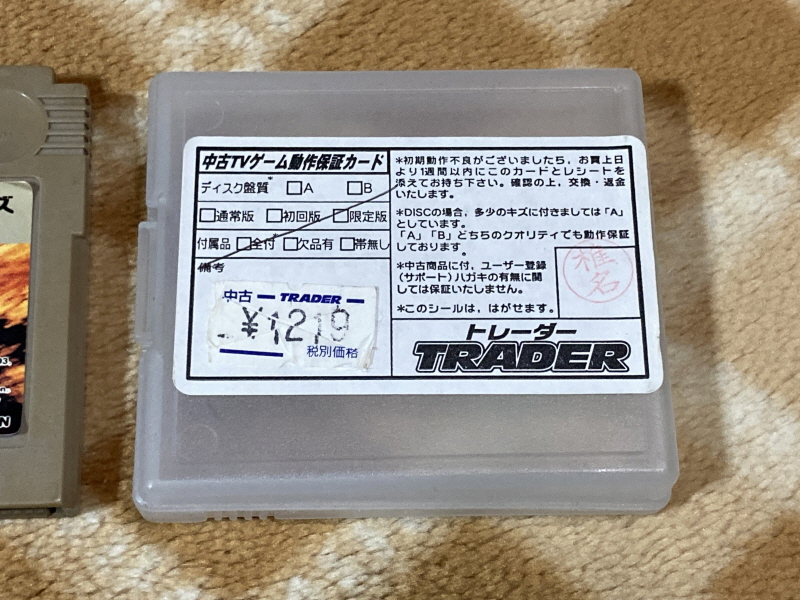 中古TVゲーム動作保証カード
ディスク盤質* □A □B
□通常版 □初回版 □限定版
付属品 □全付* □欠品有 □帯無し
備考
中古 TRADER
¥1219
税別価格
*初期動作不良がございましたら,お買上日
より1週間以内にこのカードとレシートを
添えてお持ち下さい。確認の上,交換・返金
いたします。
*DISCの場合,多少のキズに付きましては「A」
としています。
「A」「B」どちらのクオリティでも動作保証
しております。
*中古商品に付,ユーザー登録
(サポート)ハガキの有無に関
しては保証いたしません。
*このシールは,はがせます。
椎名
トレーダー
TRADER
ズ
93,
N